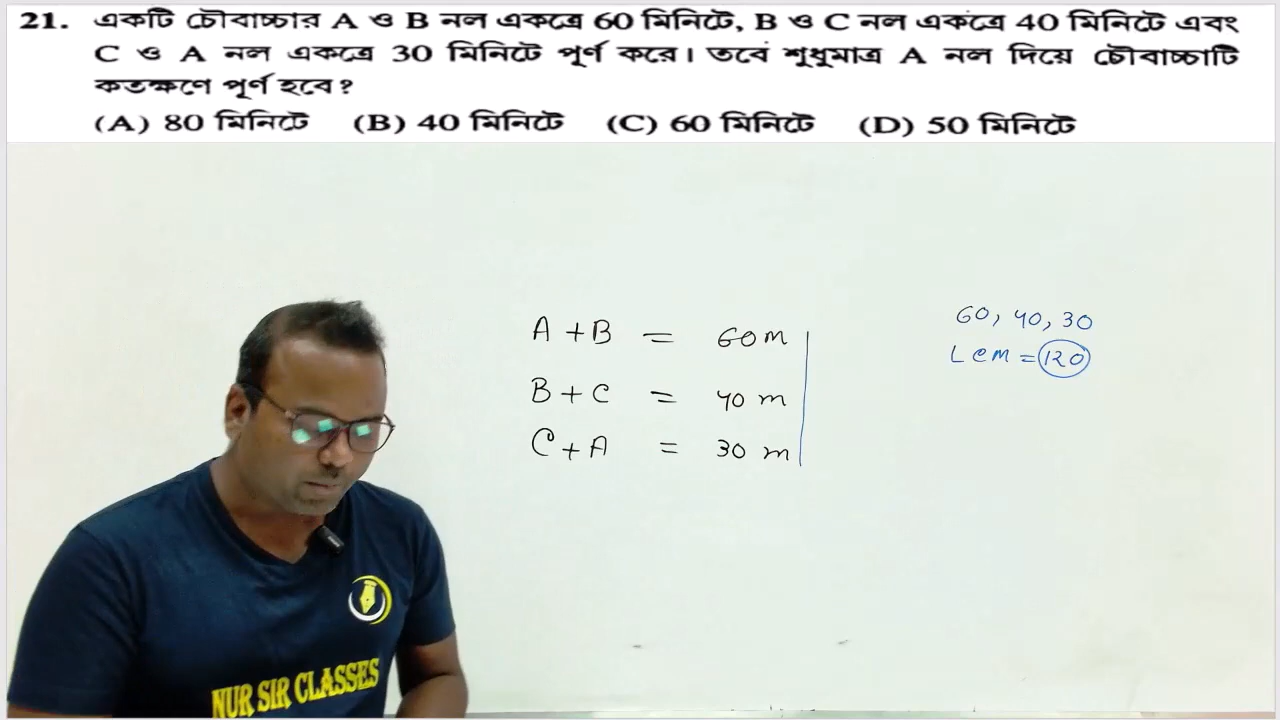 21. একটি চৌবাচ্চার A ও B নল একত্রে 60 মিনিটে, B ও C নল একত্রে 40 মিনিটে এবং
C ও A নল একত্রে 30 মিনিটে পূর্ণ করে। তবে শুধুমাত্র A নল দিয়ে চৌবাচ্চাটি
কতক্ষণে পূর্ণ হবে?
(A) 80 মিনিটে (B) 40 মিনিটে (C) 60 মিনিটে (D) 50 মিনিটে
A + B = 60 m
B + C = 40 m
C + A = 30 m
60, 40, 30
LCM = 120
NUR SIR CLASSES